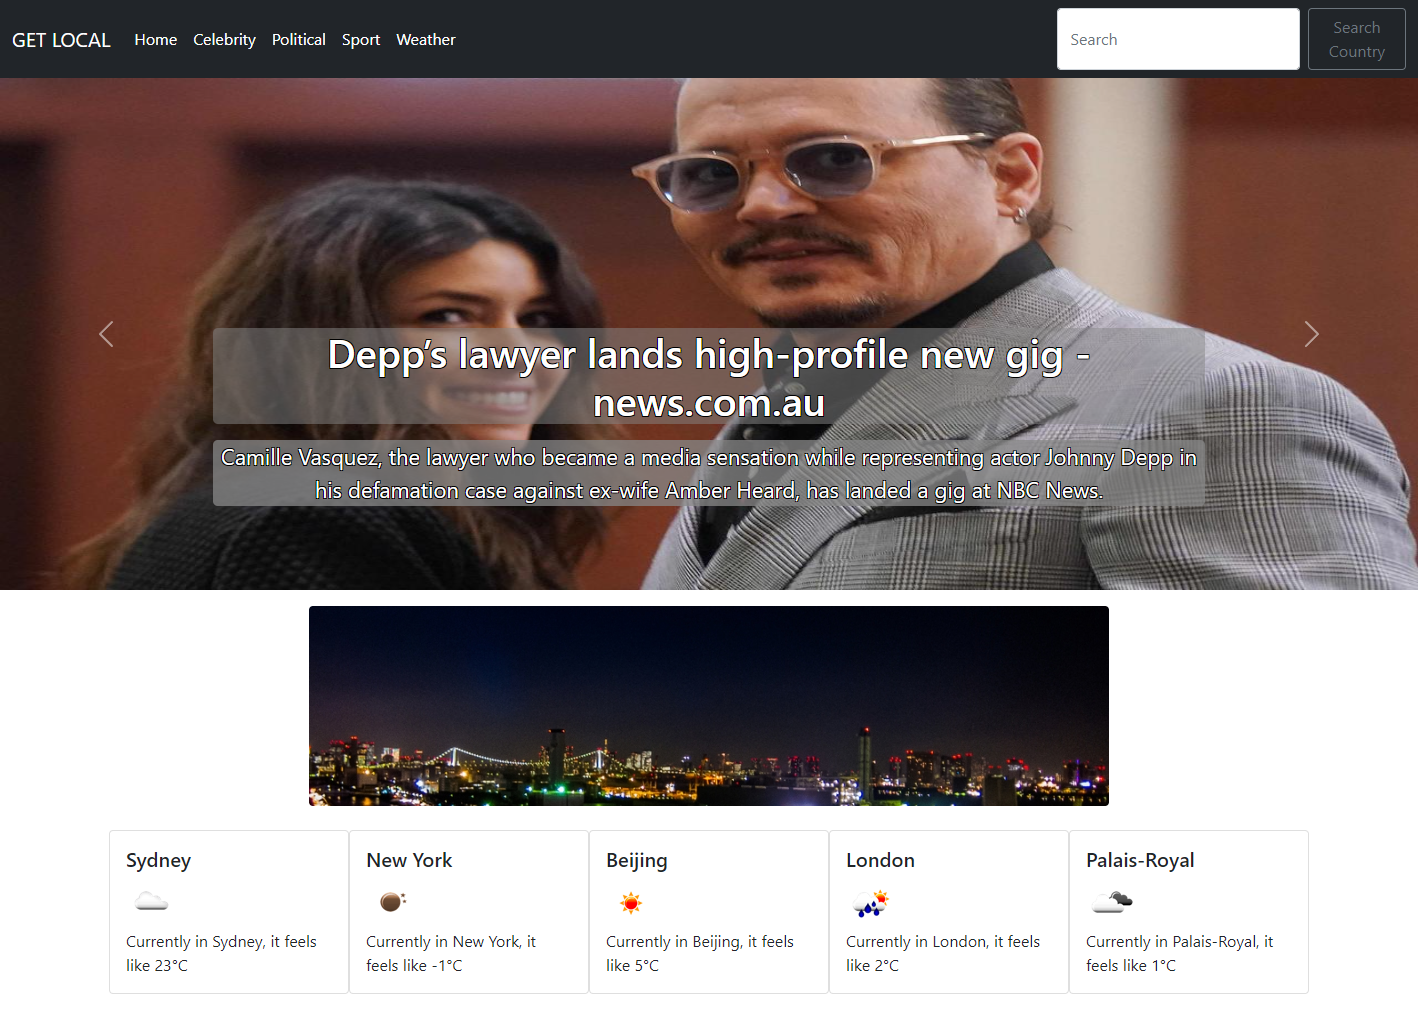 GET LOCAL Home Celebrity Political Sport Weather Search Search
Country
Depp’s lawyer lands high-profile new gig -
news.com.au
Camille Vasquez, the lawyer who became a media sensation while representing actor Johnny Depp in
his defamation case against ex-wife Amber Heard, has landed a gig at NBC News.
Sydney
Currently in Sydney, it feels
like 23°C
New York
Currently in New York, it
feels like -1°C
Beijing
Currently in Beijing, it feels
like 5°C
London
Currently in London, it feels
like 2°C
Palais-Royal
Currently in Palais-Royal, it
feels like 1°C